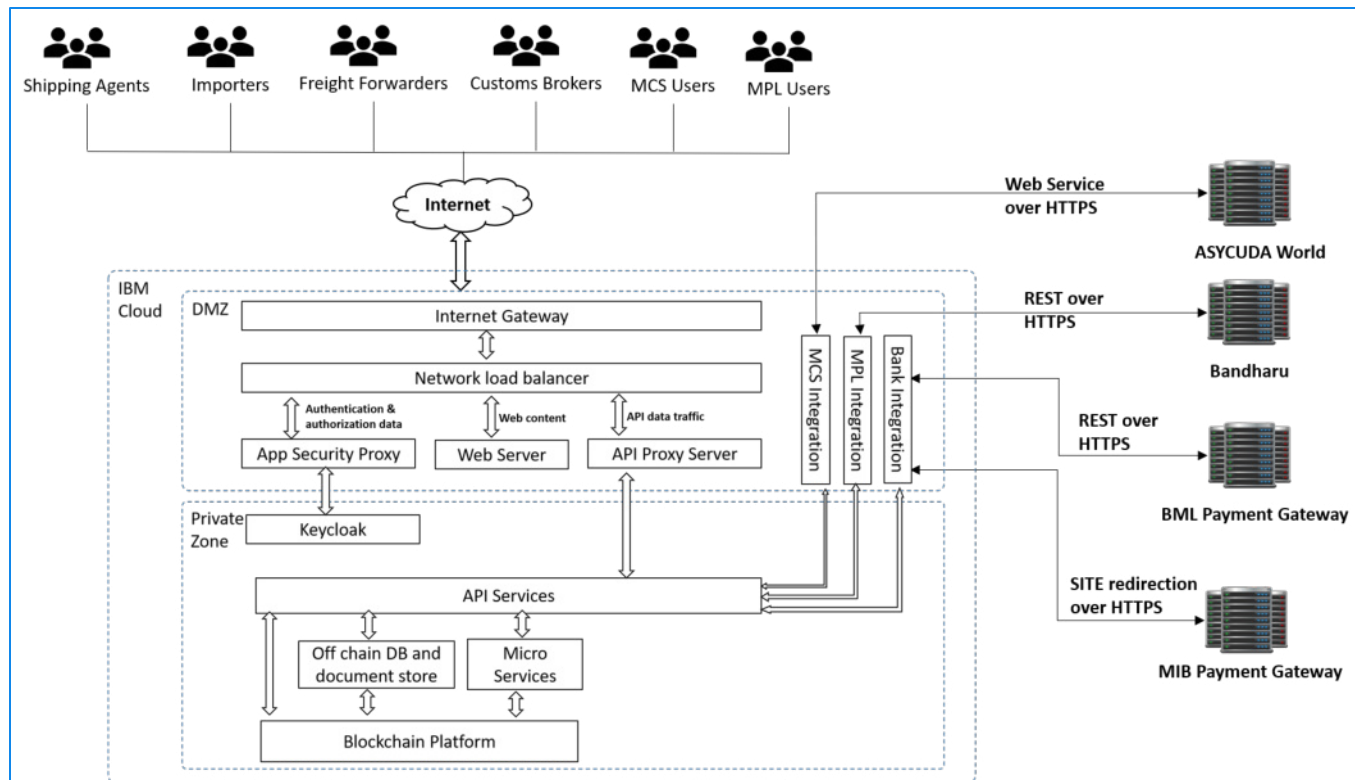 Shipping Agents
Importers
Freight Forwarders
Customs Brokers
MCS Users
MPL Users
Internet
Web Service
over HTTPS
ASYCUDA World
IBM
Cloud
DMZ
Internet Gateway
REST over
HTTPS
Bandharu
Network load balancer
MCS Integration
MPL Integration
Bank Integration
Authentication &
authorization data
Web content
API data traffic
App Security Proxy
Web Server
API Proxy Server
REST over
HTTPS
BML Payment Gateway
Private
Zone
Keycloak
API Services
SITE redirection
over HTTPS
MIB Payment Gateway
Off chain DB and
document store
Micro
Services
Blockchain Platform